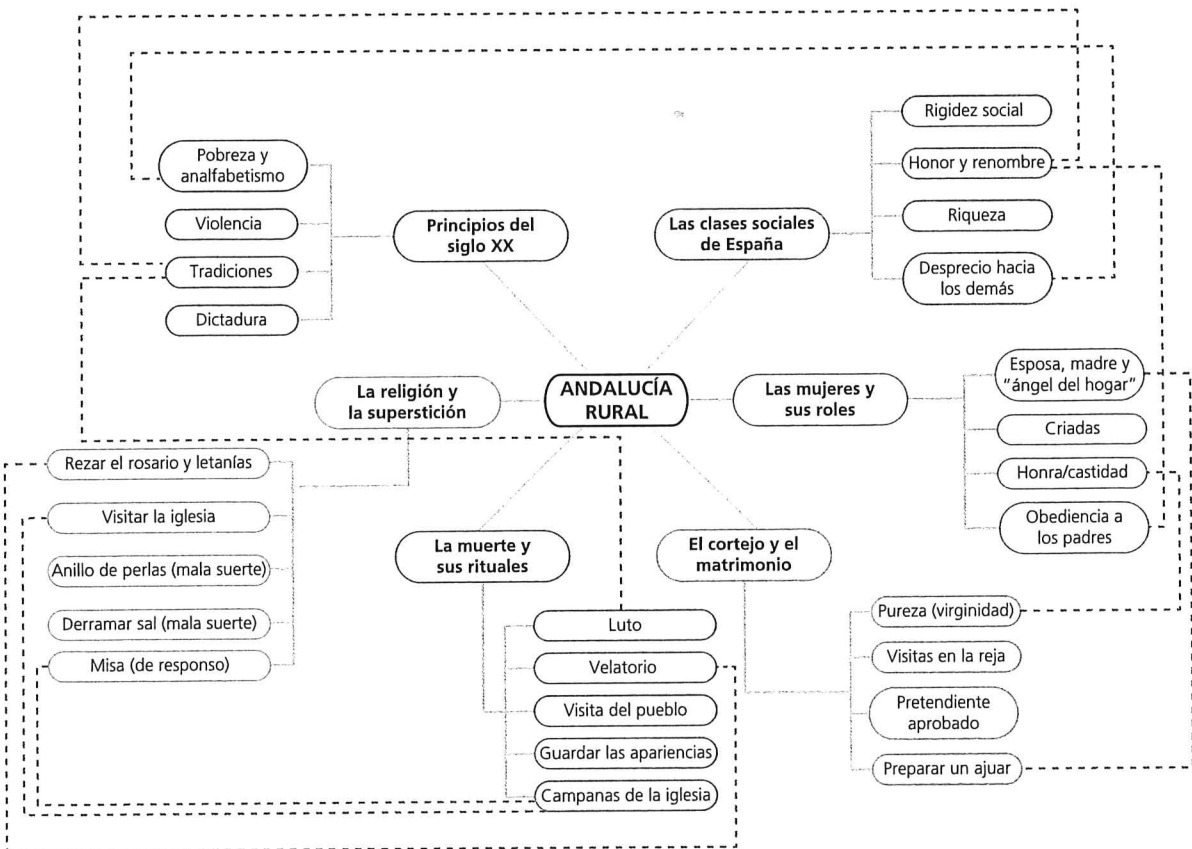 Pobreza y
analfabetismo
Violencia
Tradiciones
Dictadura
Principios del
siglo XX
Las clases sociales
de España
Rigidez social
Honor y renombre
Riqueza
Desprecio hacia
los demás
ANDALUCÍA
RURAL
La religión y
la superstición
Rezar el rosario y letanías
Visitar la iglesia
Anillo de perlas (mala suerte)
Derramar sal (mala suerte)
Misa (de responso)
Las mujeres y
sus roles
Esposa, madre y
“ángel del hogar”
Criadas
Honra/castidad
Obediencia a
los padres
La muerte y
sus rituales
Luto
Velatorio
Visita del pueblo
Guardar las apariencias
Campanas de la iglesia
El cortejo y el
matrimonio
Pureza (virginidad)
Visitas en la reja
Pretendiente
aprobado
Preparar un ajuar